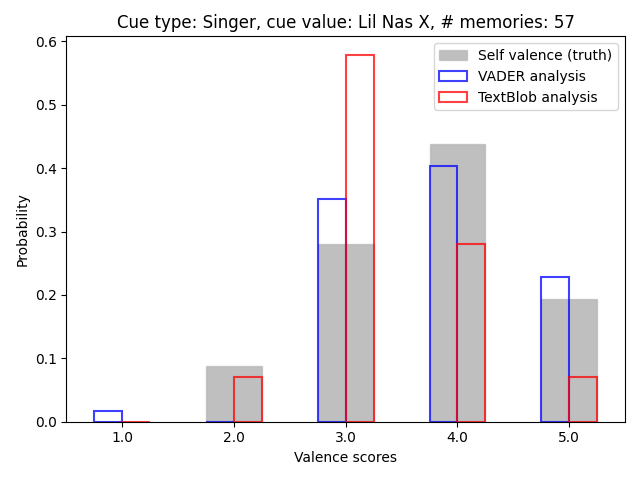 Cue type: Singer, cue value: Lil Nas X, # memories: 57
Self valence (truth)
VADER analysis
TextBlob analysis
Probability
0.6
0.5
0.4
0.3
0.2
0.1
0.0
1.0 2.0 3.0 4.0 5.0
Valence scores